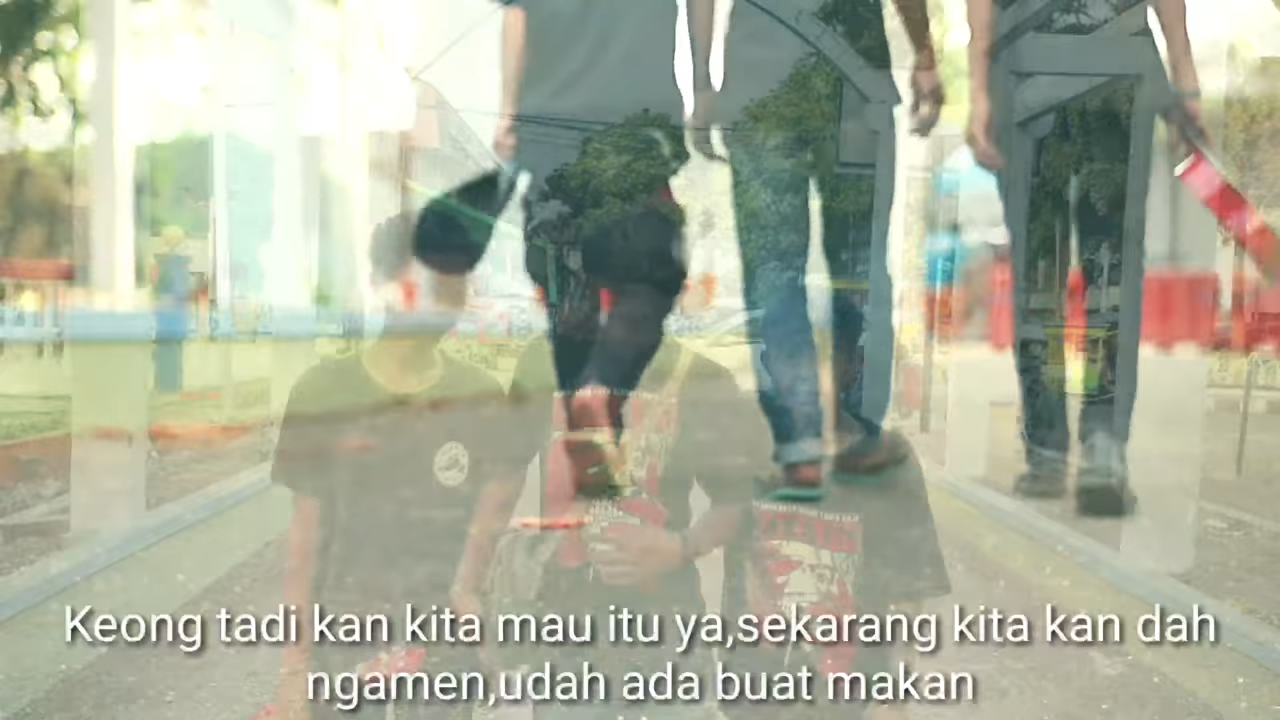 Keong tadi kan kita mau itu ya,sekarang kita kan dah
ngamen,udah ada buat makan